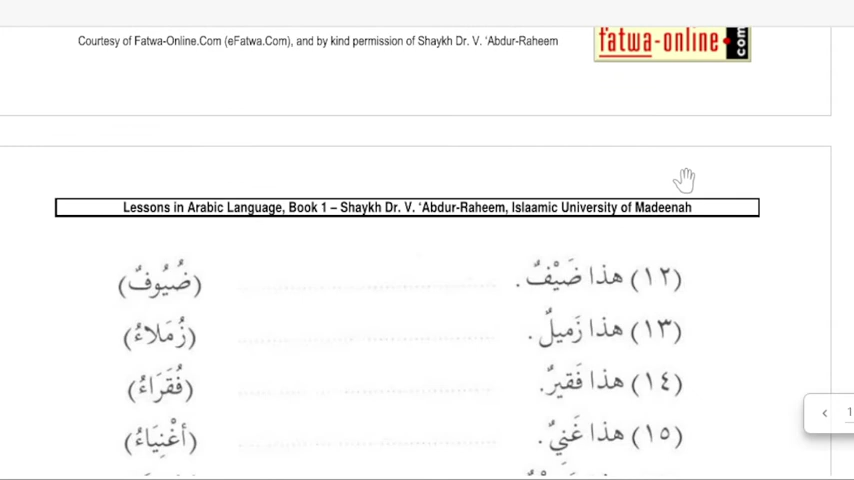 Courtesy of Fatwa-Online.Com (eFatwa.Com), and by kind permission of Shaykh Dr. V. ‘Abdur-Raheem
fatwa-online.com
Lessons in Arabic Language, Book 1 – Shaykh Dr. V. ‘Abdur-Raheem, Islaamic University of Madeenah
(١٢) هذا ضَيْفٌ. .................... (ضُيُوفٌ)
(١٣) هذا زَمِيلٌ. .................... (زُمَلاءُ)
(١٤) هذا فَقيرٌ. .................... (فُقَرَاءُ)
(١٥) هذا غَنِيٌّ. .................... (أغْنِيَاءُ)